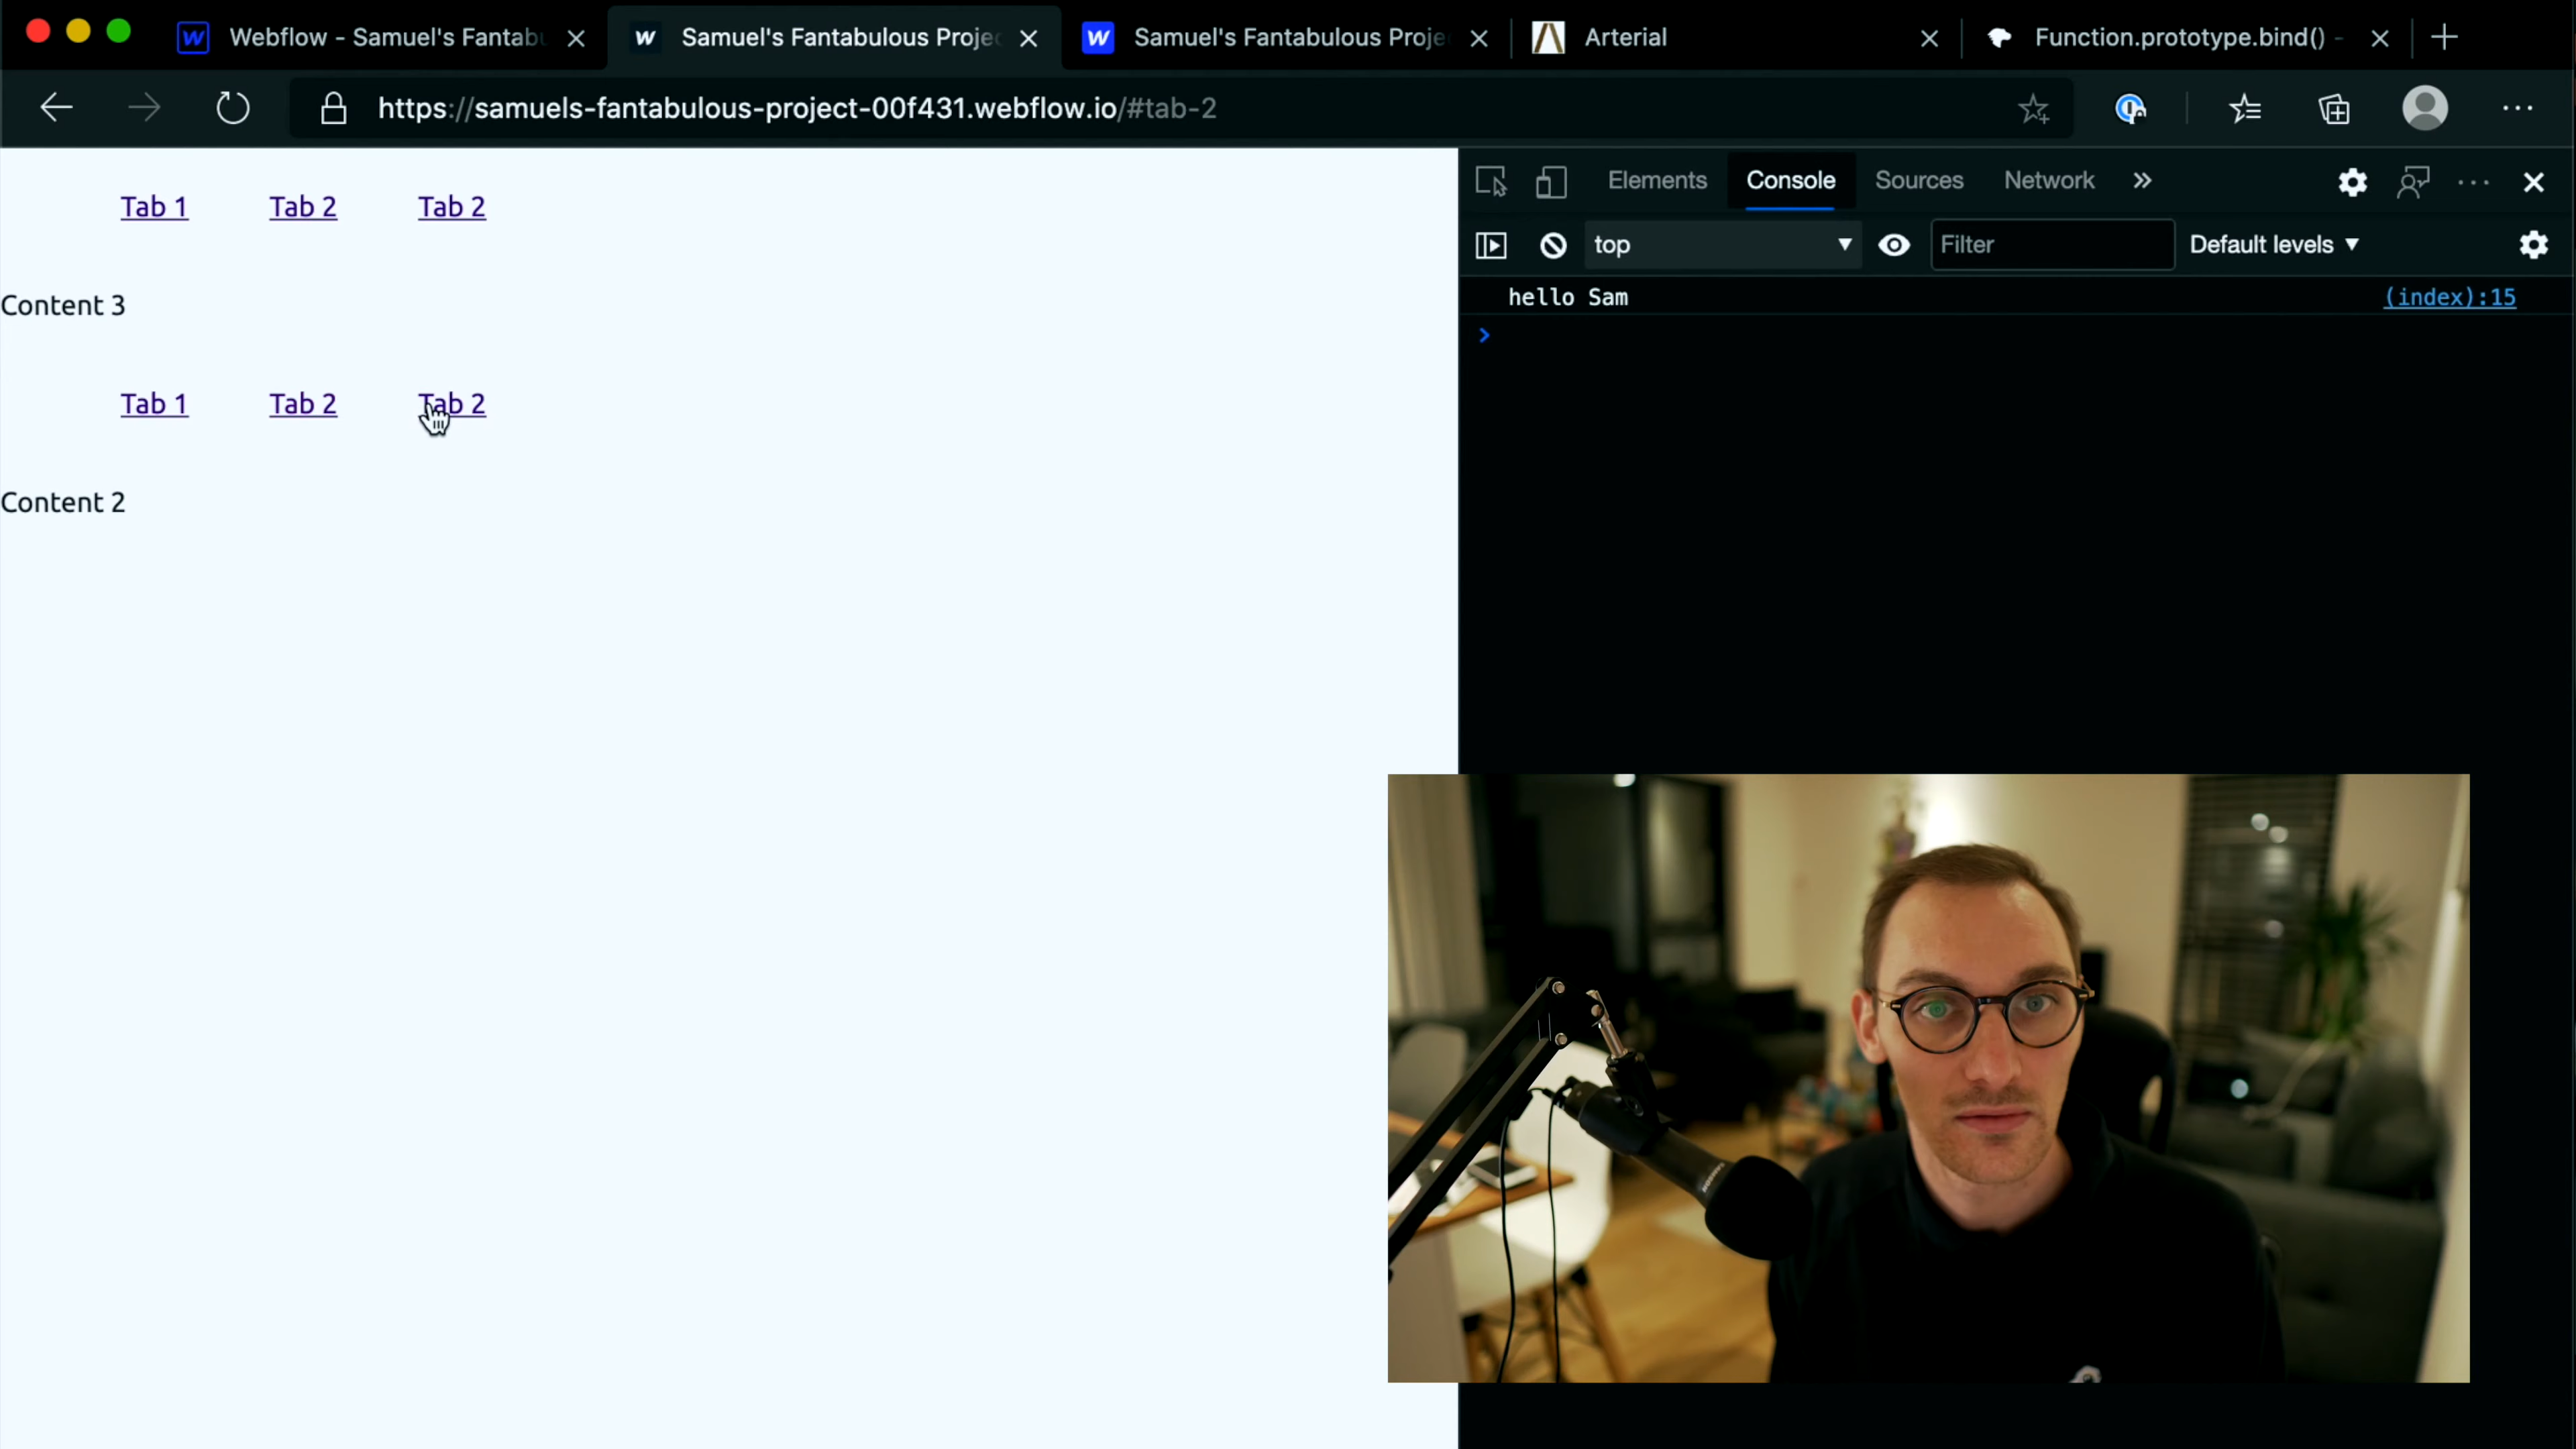 Webflow - Samuel's Fantab
Samuel's Fantabulous Projec
Samuel's Fantabulous Proje
Arterial
Function.prototype.bind() -
https://samuels-fantabulous-project-00f431.webflow.io/#tab-2
Elements Console Sources Network
top Filter Default levels
hello Sam (index):15
Tab 1 Tab 2 Tab 2
Content 3
Tab 1 Tab 2 Tab 2
Content 2